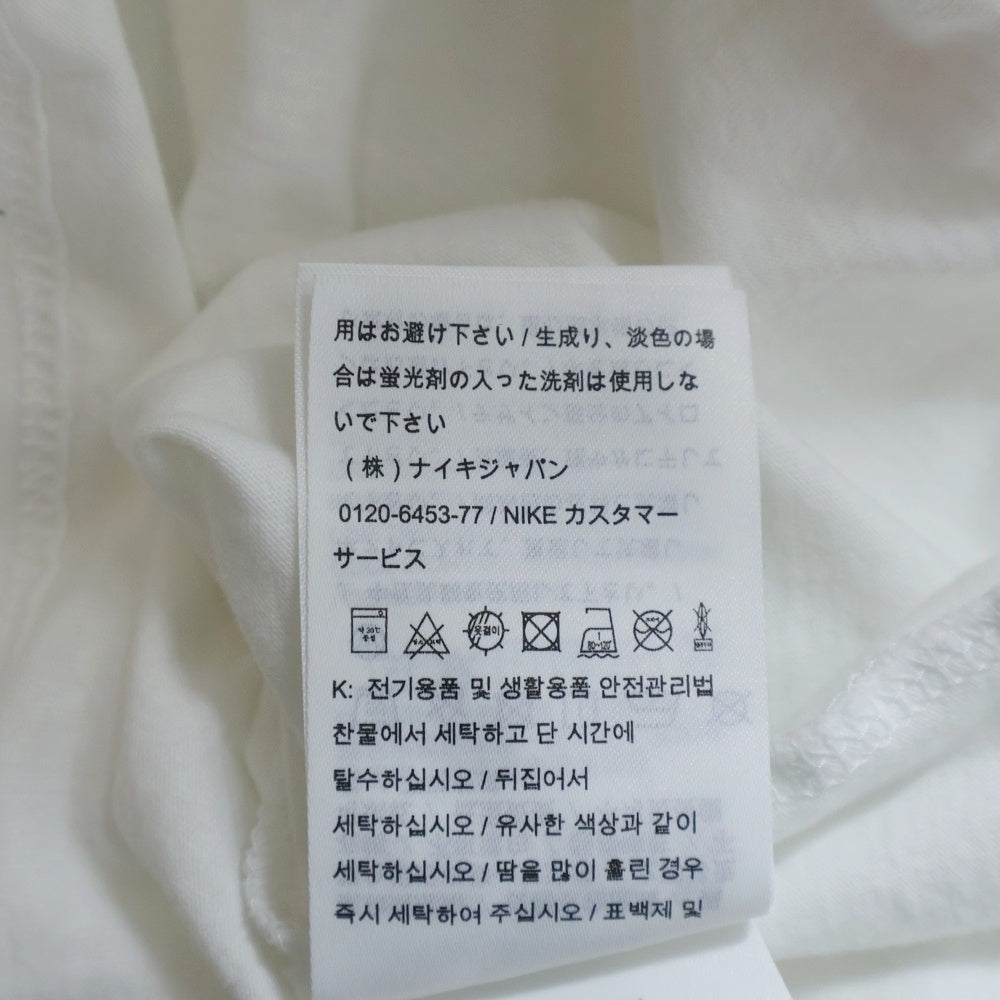 用はお避け下さい / 生成り、淡色の場
合は蛍光剤の入った洗剤は使用しな
いで下さい
(株)ナイキジャパン
0120-6453-77 / NIKE カスタマー
サービス
옷걸이
1
80~120
K: 전기용품 및 생활용품 안전관리법
찬물에서 세탁하고 단 시간에
탈수하십시오 / 뒤집어서
세탁하십시오 / 유사한 색상과 같이
세탁하십시오 / 땀을 많이 흘린 경우
즉시 세탁하여 주십시오 / 표백제 및